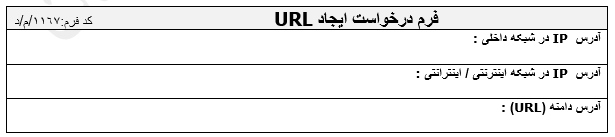 فرم درخواست ایجاد URL
کد فرم:۱۱۶۷/م/د
آدرس IP در شبکه داخلی :
آدرس IP در شبکه اینترنتی / اینترانتی :
آدرس دامنه (URL) :